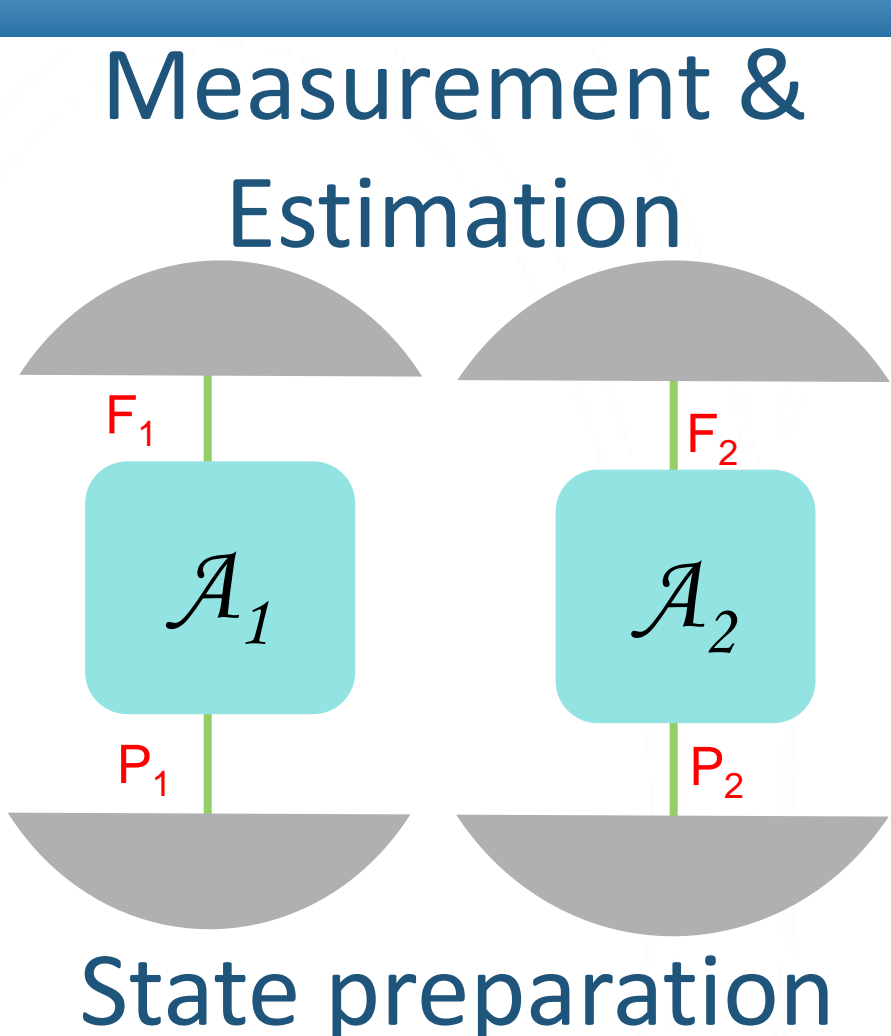 Measurement &
Estimation
F₁ F₂
𝒜₁ 𝒜₂
P₁ P₂
State preparation